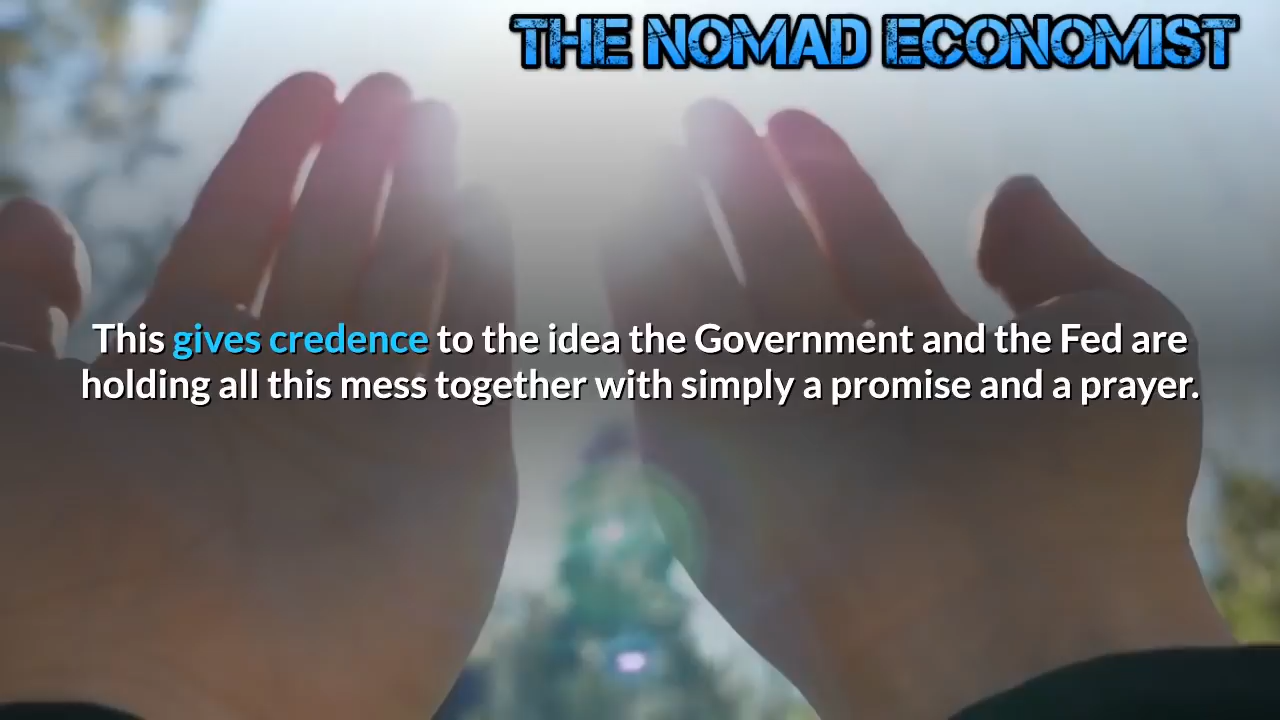 THE NOMAD ECONOMIST
This gives credence to the idea the Government and the Fed are
holding all this mess together with simply a promise and a prayer.